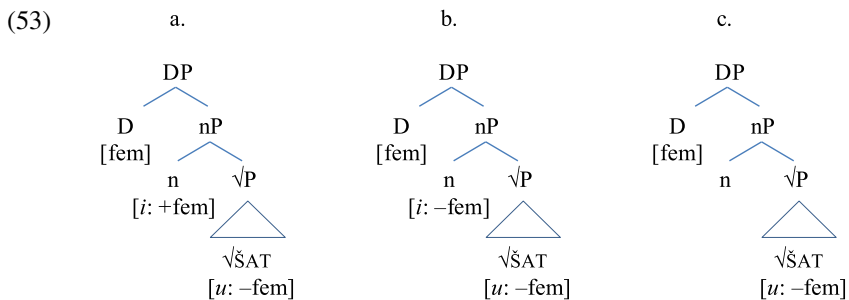 (53) a. b. c.
DP DP DP
D nP D nP D nP
[fem] [fem] [fem]
n √P n √P n √P
[i: +fem] [i: –fem]
√ŠAT √ŠAT √ŠAT
[u: –fem] [u: –fem] [u: –fem]